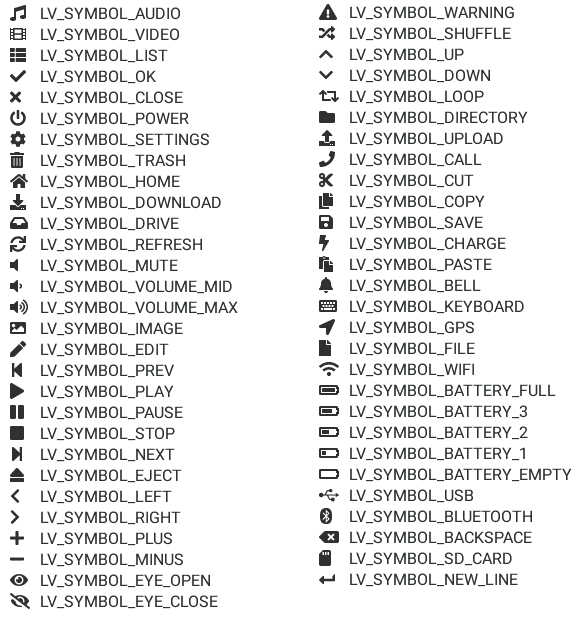 LV_SYMBOL_AUDIO
LV_SYMBOL_VIDEO
LV_SYMBOL_LIST
LV_SYMBOL_OK
LV_SYMBOL_CLOSE
LV_SYMBOL_POWER
LV_SYMBOL_SETTINGS
LV_SYMBOL_TRASH
LV_SYMBOL_HOME
LV_SYMBOL_DOWNLOAD
LV_SYMBOL_DRIVE
LV_SYMBOL_REFRESH
LV_SYMBOL_MUTE
LV_SYMBOL_VOLUME_MID
LV_SYMBOL_VOLUME_MAX
LV_SYMBOL_IMAGE
LV_SYMBOL_EDIT
LV_SYMBOL_PREV
LV_SYMBOL_PLAY
LV_SYMBOL_PAUSE
LV_SYMBOL_STOP
LV_SYMBOL_NEXT
LV_SYMBOL_EJECT
LV_SYMBOL_LEFT
LV_SYMBOL_RIGHT
LV_SYMBOL_PLUS
LV_SYMBOL_MINUS
LV_SYMBOL_EYE_OPEN
LV_SYMBOL_EYE_CLOSE
LV_SYMBOL_WARNING
LV_SYMBOL_SHUFFLE
LV_SYMBOL_UP
LV_SYMBOL_DOWN
LV_SYMBOL_LOOP
LV_SYMBOL_DIRECTORY
LV_SYMBOL_UPLOAD
LV_SYMBOL_CALL
LV_SYMBOL_CUT
LV_SYMBOL_COPY
LV_SYMBOL_SAVE
LV_SYMBOL_CHARGE
LV_SYMBOL_PASTE
LV_SYMBOL_BELL
LV_SYMBOL_KEYBOARD
LV_SYMBOL_GPS
LV_SYMBOL_FILE
LV_SYMBOL_WIFI
LV_SYMBOL_BATTERY_FULL
LV_SYMBOL_BATTERY_3
LV_SYMBOL_BATTERY_2
LV_SYMBOL_BATTERY_1
LV_SYMBOL_BATTERY_EMPTY
LV_SYMBOL_USB
LV_SYMBOL_BLUETOOTH
LV_SYMBOL_BACKSPACE
LV_SYMBOL_SD_CARD
LV_SYMBOL_NEW_LINE